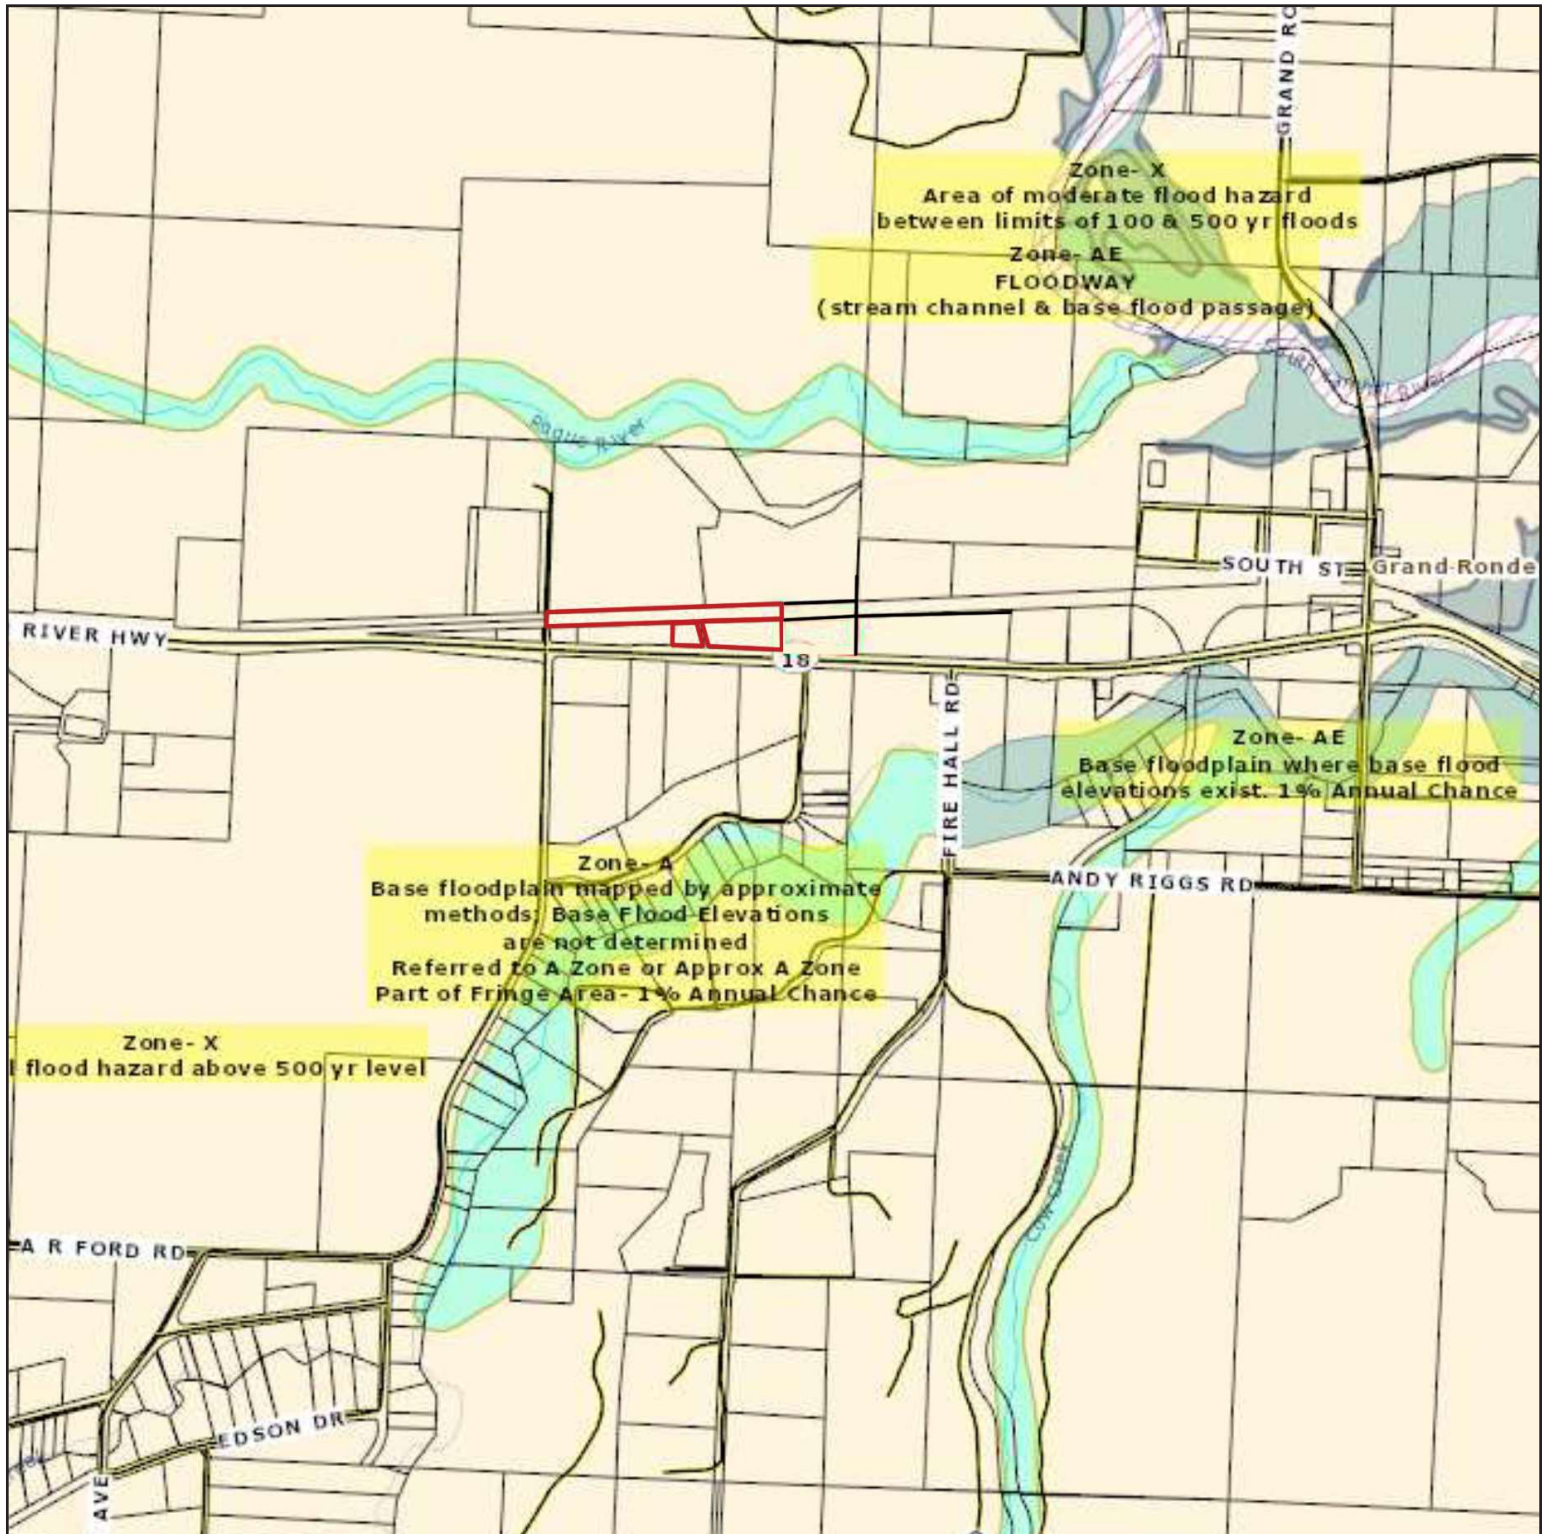 GRAND RO
Zone- X
Area of moderate flood hazard
between limits of 100 & 500 yr floods
Zone- AE
FLOODWAY
(stream channel & base flood passage)
River
River
SOUTH ST
Grand Ronde
RIVER HWY
18
FIRE HALL RD
Zone- AE
Base floodplain where base flood
elevations exist. 1% Annual Chance
Zone- A
Base floodplain mapped by approximate
methods; Base Flood Elevations
are not determined
Referred to A Zone or Approx A Zone
Part of Fringe Area- 1% Annual Chance
ANDY RIGGS RD
Zone- X
l flood hazard above 500 yr level
Cow Creek
A R FORD RD
EDSON DR
AVE